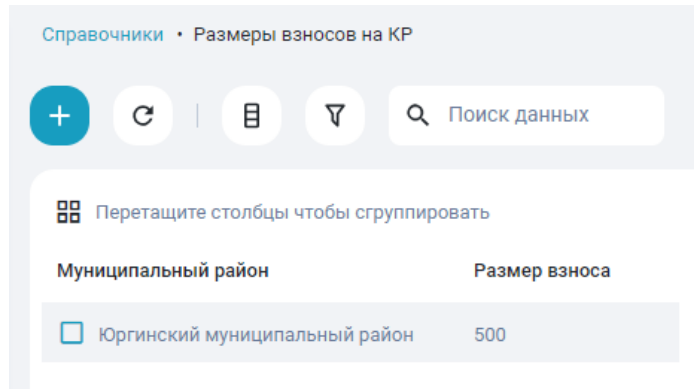 Справочники • Размеры взносов на КР
Поиск данных
Перетащите столбцы чтобы сгруппировать
Муниципальный район Размер взноса
Юргинский муниципальный район 500